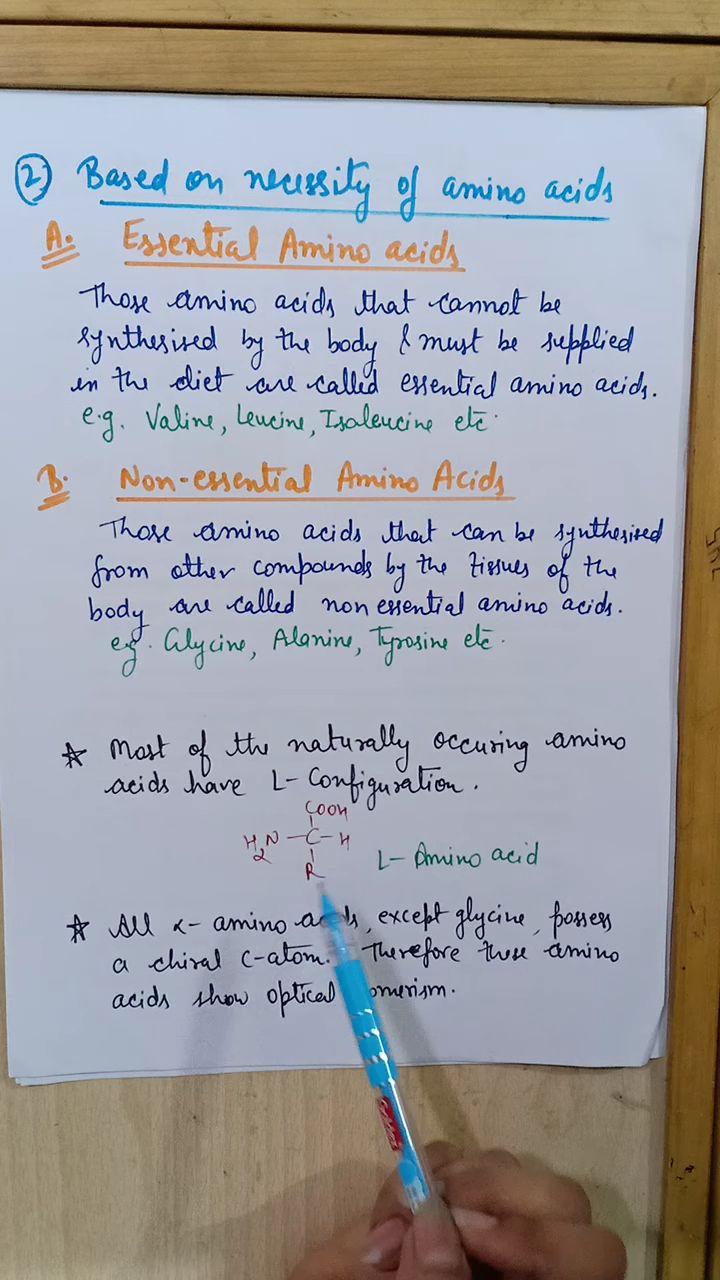 ② Based on necessity of amino acids
A. Essential Amino acids
Those amino acids that cannot be
synthesised by the body & must be supplied
in the diet are called essential amino acids.
e.g. Valine, Leucine, Isoleucine etc.
B. Non-essential Amino Acids
Those amino acids that can be synthesised
from other compounds by the tissues of the
body are called non essential amino acids.
eg. Glycine, Alanine, Tyrosine etc.
☆ Most of the naturally occuring amino
acids have L- Configuration.
COOH
H₂N - C - H
R
L- Amino acid
☆ All α- amino acids, except glycine, possess
a chiral C-atom. Therefore these amino
acids show optical omerism.